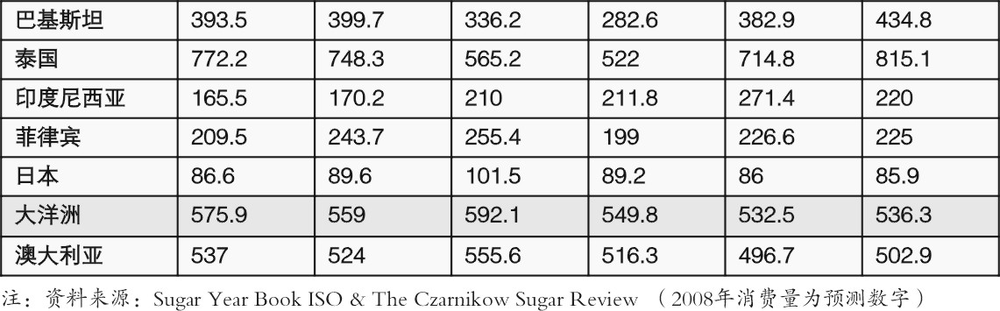 巴基斯坦 393.5 399.7 336.2 282.6 382.9 434.8
泰国 772.2 748.3 565.2 522 714.8 815.1
印度尼西亚 165.5 170.2 210 211.8 271.4 220
菲律宾 209.5 243.7 255.4 199 226.6 225
日本 86.6 89.6 101.5 89.2 86 85.9
大洋洲 575.9 559 592.1 549.8 532.5 536.3
澳大利亚 537 524 555.6 516.3 496.7 502.9
注：资料来源：Sugar Year Book ISO & The Czarnikow Sugar Review （2008年消费量为预测数字）